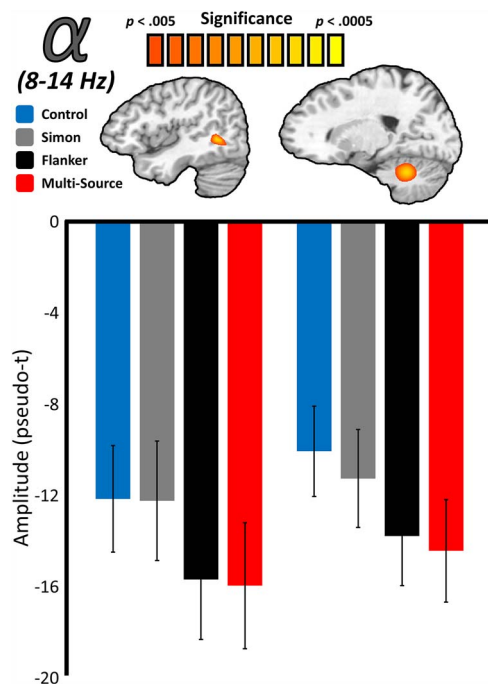 α
(8-14 Hz)
p < .005
Significance
p < .0005
Control
Simon
Flanker
Multi-Source
Amplitude (pseudo-t)
0
-4
-8
-12
-16
-20